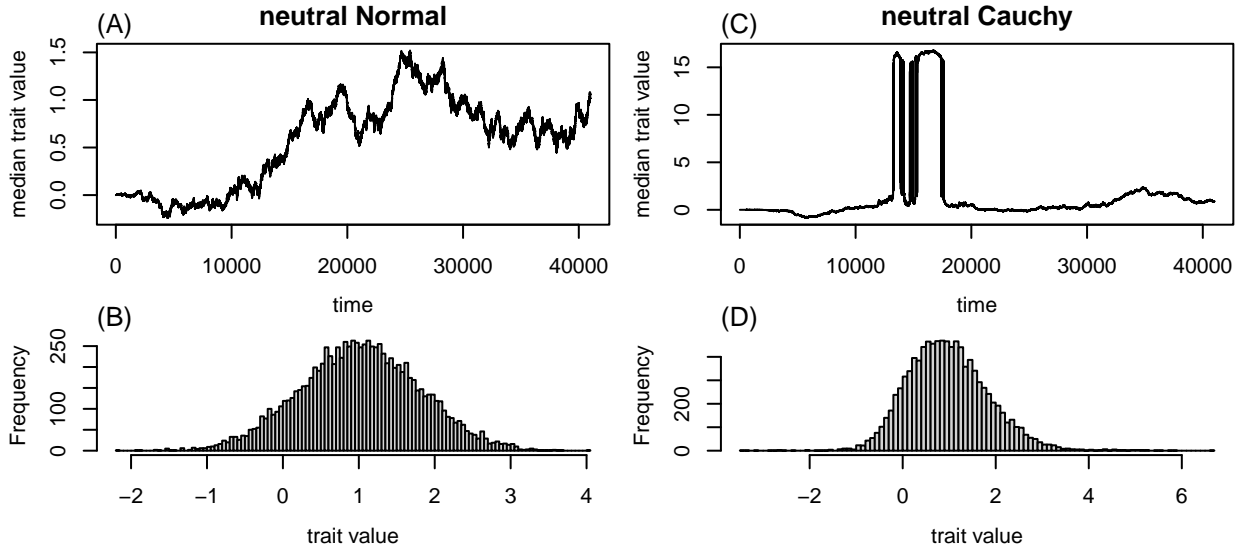 (A)
neutral Normal
median trait value
0.0 0.5 1.0 1.5
0 10000 20000 30000 40000
time
(B)
Frequency
0 100 250
−2 −1 0 1 2 3 4
trait value
(C)
neutral Cauchy
median trait value
0 5 10 15
0 10000 20000 30000 40000
time
(D)
Frequency
0 200
−2 0 2 4 6
trait value